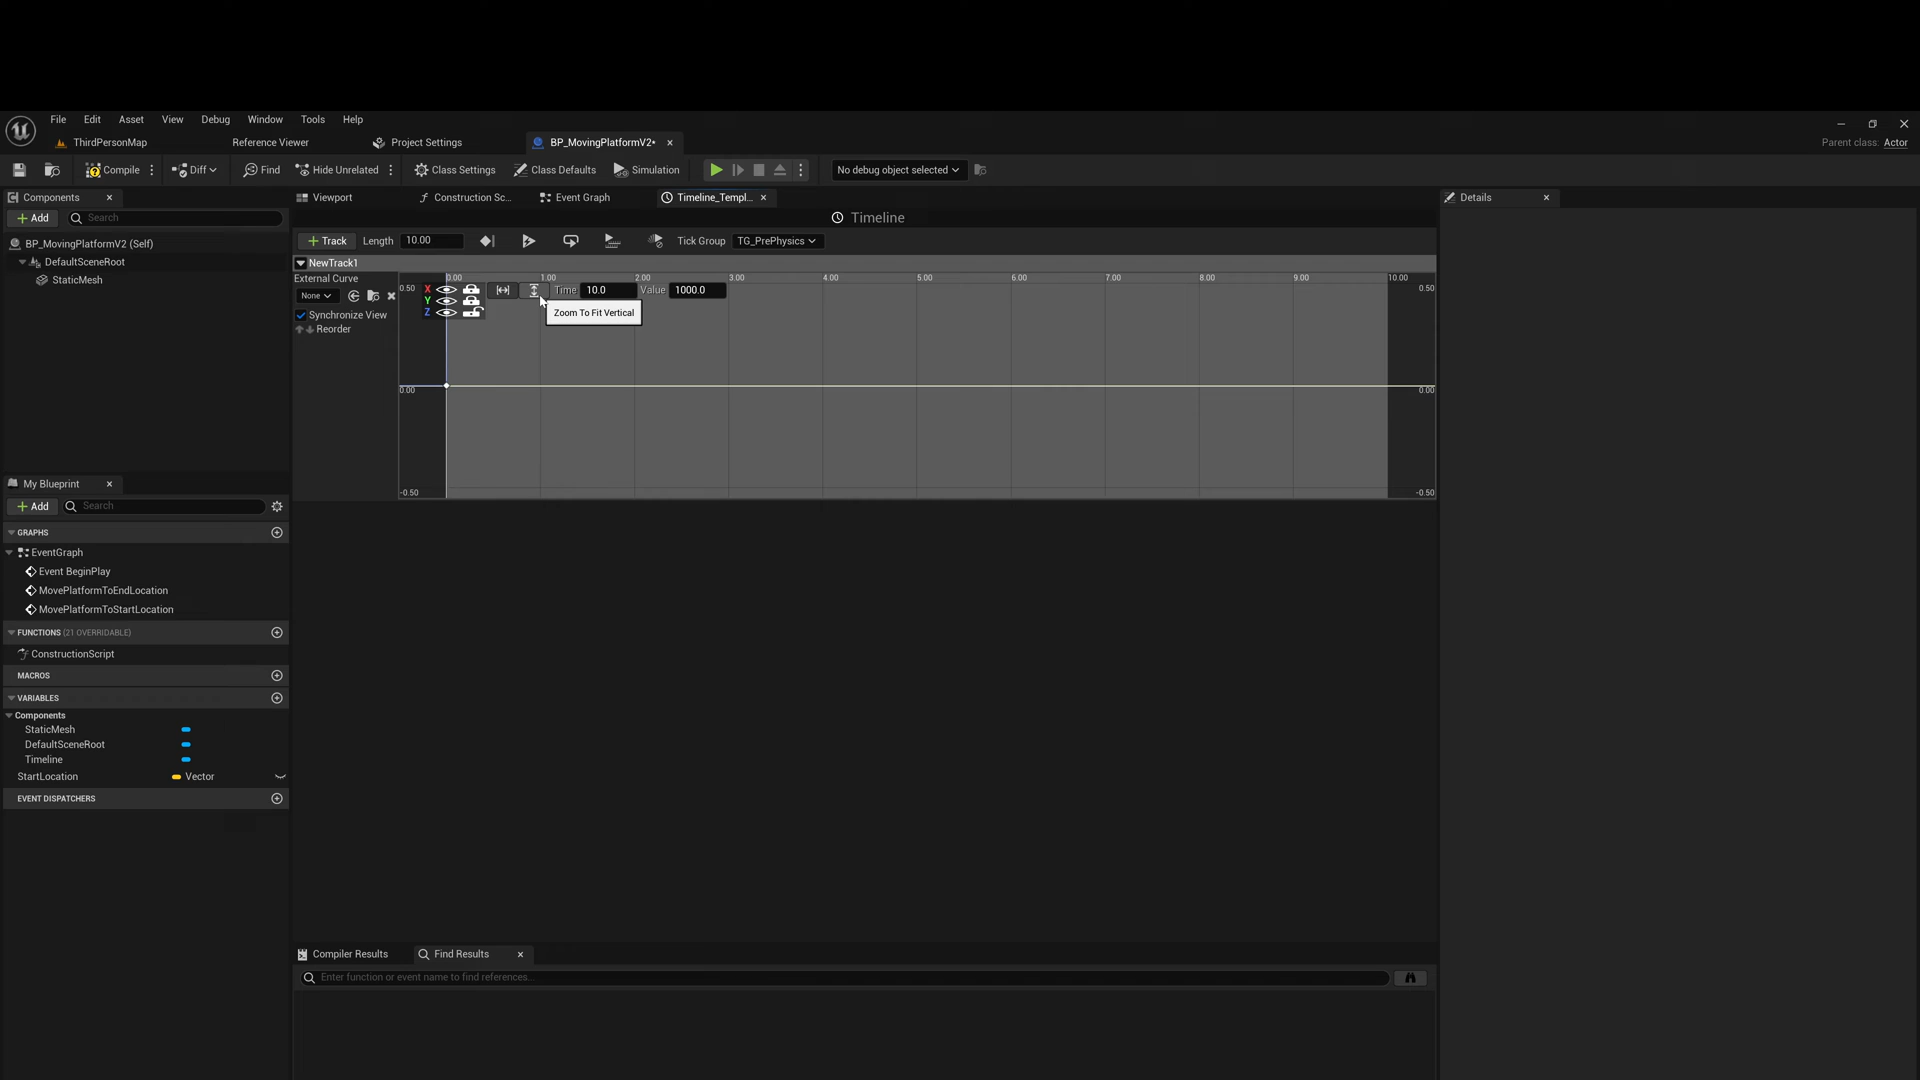 File Edit Asset View Debug Window Tools Help
ThirdPersonMap Reference Viewer Project Settings BP_MovingPlatformV2*
Parent class: Actor
Compile Diff Find Hide Unrelated Class Settings Class Defaults Simulation No debug object selected
Components Viewport Construction Sc... Event Graph Timeline_Templ... Details
Add Search
Timeline
BP_MovingPlatformV2 (Self)
DefaultSceneRoot
StaticMesh
Track Length 10.00 Tick Group TG_PrePhysics
NewTrack1
External Curve
None
Synchronize View
Reorder
0.00 1.00 2.00 3.00 4.00 5.00 6.00 7.00 8.00 9.00 10.00
0.50 X Time 10.0 Value 1000.0 0.50
Y
Z Zoom To Fit Vertical
0.00 0.00
-0.50 -0.50
My Blueprint
Add Search
GRAPHS
EventGraph
Event BeginPlay
MovePlatformToEndLocation
MovePlatformToStartLocation
FUNCTIONS (21 OVERRIDABLE)
ConstructionScript
MACROS
VARIABLES
Components
StaticMesh
DefaultSceneRoot
Timeline
StartLocation Vector
EVENT DISPATCHERS
Compiler Results Find Results
Enter function or event name to find references...